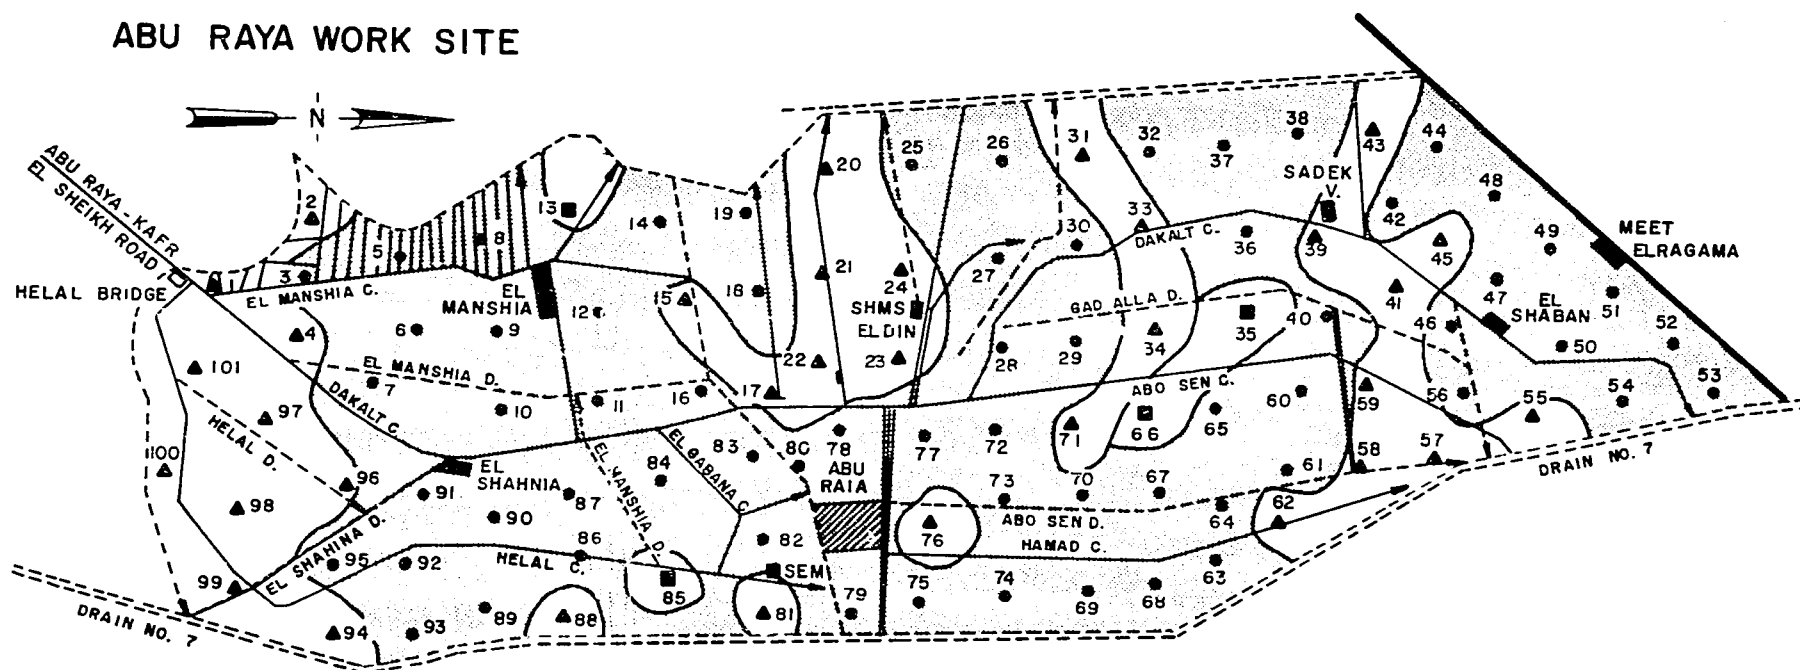 ABU RAYA WORK SITE
N
ABU RAYA - KAFR
EL SHEIKH ROAD
HELAL BRIDGE
EL MANSHIA C.
EL
MANSHIA
SHMS
ELDIN
SADEK
V.
DAKALT C.
GAD ALLA D.
MEET
ELRAGAMA
EL
SHABAN
EL MANSHIA D.
DAKALT C.
HELAL D.
EL
SHAHNIA
EL SHAHINA D.
EL MANSHIA D.
EL GABANA C.
HELAL C.
SEM
ABU
RAIA
ABO SEN C.
ABO SEN D.
HAMAD C.
DRAIN NO. 7
DRAIN NO. 7
1
2
3
4
5
6
7
8
9
10
11
12
13
14
15
16
17
18
19
20
21
22
23
24
25
26
27
28
29
30
31
32
33
34
35
36
37
38
39
40
41
42
43
44
45
46
47
48
49
50
51
52
53
54
55
56
57
58
59
60
61
62
63
64
65
66
67
68
69
70
71
72
73
74
75
76
77
78
79
80
81
82
83
84
85
86
87
88
89
90
91
92
93
94
95
96
97
98
99
100
101